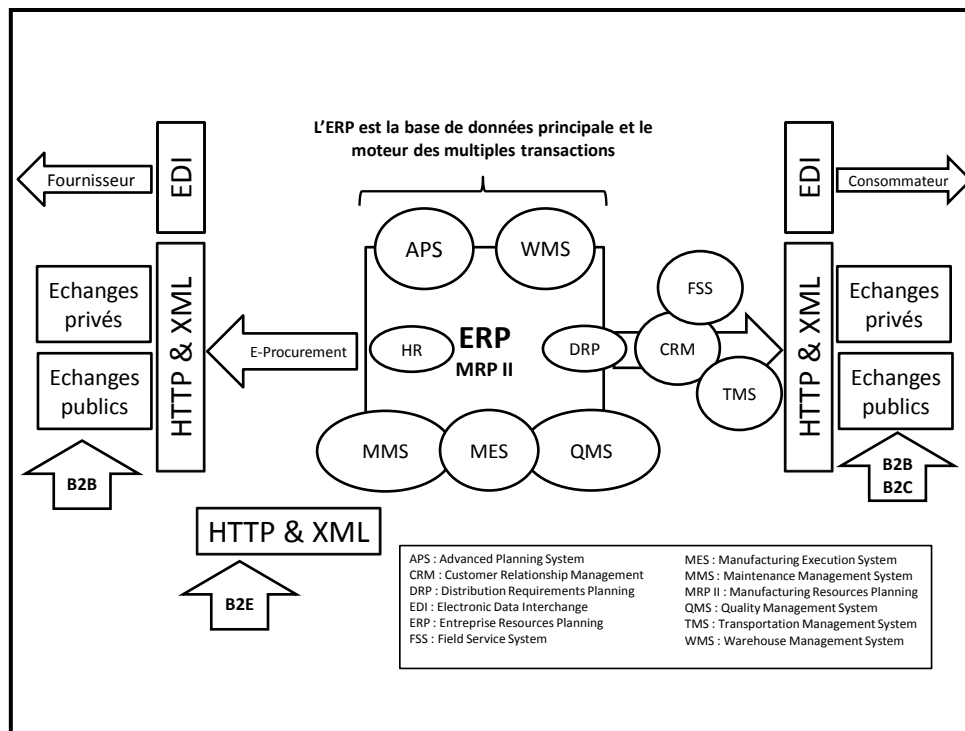 L'ERP est la base de données principale et le
moteur des multiples transactions
Fournisseur
EDI
EDI
Consommateur
APS
WMS
FSS
Echanges
privés
HTTP & XML
E-Procurement
HR
ERP
MRP II
DRP
CRM
TMS
HTTP & XML
Echanges
privés
Echanges
publics
Echanges
publics
MMS
MES
QMS
B2B
B2B
B2C
HTTP & XML
B2E
APS : Advanced Planning System
CRM : Customer Relationship Management
DRP : Distribution Requirements Planning
EDI : Electronic Data Interchange
ERP : Entreprise Resources Planning
FSS : Field Service System
MES : Manufacturing Execution System
MMS : Maintenance Management System
MRP II : Manufacturing Resources Planning
QMS : Quality Management System
TMS : Transportation Management System
WMS : Warehouse Management System